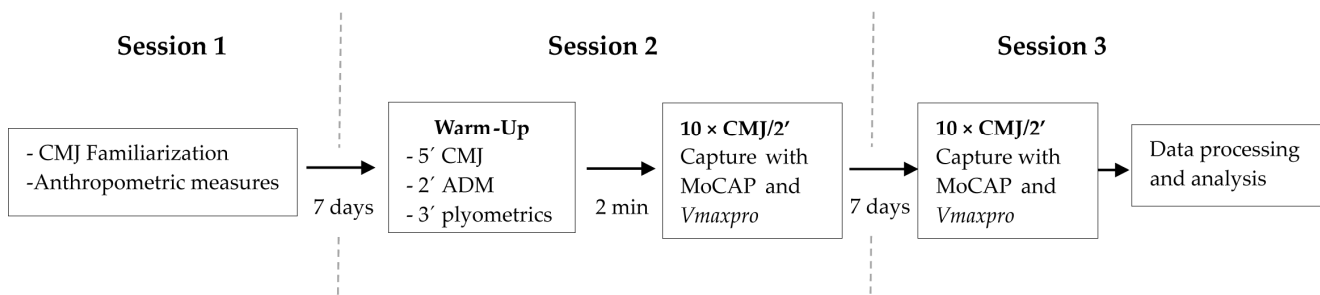 Session 1
Session 2
Session 3
- CMJ Familiarization
-Anthropometric measures
7 days
Warm-Up
- 5′ CMJ
- 2′ ADM
- 3′ plyometrics
2 min
10 × CMJ/2′
Capture with
MoCAP and
Vmaxpro
7 days
10 × CMJ/2′
Capture with
MoCAP and
Vmaxpro
Data processing
and analysis